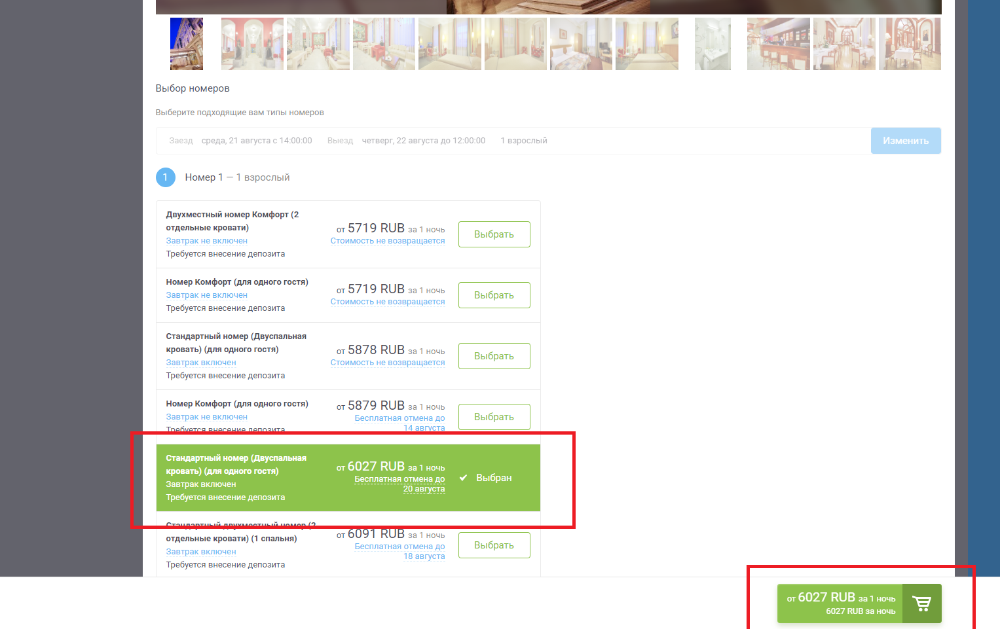 Выбор номеров
Выберите подходящие вам типы номеров
Заезд среда, 21 августа с 14:00:00 Выезд четверг, 22 августа до 12:00:00 1 взрослый Изменить
1 Номер 1 — 1 взрослый
Двухместный номер Комфорт (2
отдельные кровати)
Завтрак не включен
Требуется внесение депозита
от 5719 RUB за 1 ночь
Стоимость не возвращается
Выбрать
Номер Комфорт (для одного гостя)
Завтрак не включен
Требуется внесение депозита
от 5719 RUB за 1 ночь
Стоимость не возвращается
Выбрать
Стандартный номер (Двуспальная
кровать) (для одного гостя)
Завтрак включен
Требуется внесение депозита
от 5878 RUB за 1 ночь
Стоимость не возвращается
Выбрать
Номер Комфорт (для одного гостя)
Завтрак не включен
Требуется внесение депозита
от 5879 RUB за 1 ночь
Бесплатная отмена до
14 августа
Выбрать
Стандартный номер (Двуспальная
кровать) (для одного гостя)
Завтрак включен
Требуется внесение депозита
от 6027 RUB за 1 ночь
Бесплатная отмена до
20 августа
Выбран
Стандартный двухместный номер (2
отдельные кровати) (1 спальня)
Завтрак включен
Требуется внесение депозита
от 6091 RUB за 1 ночь
Бесплатная отмена до
18 августа
Выбрать
от 6027 RUB за 1 ночь
6027 RUB за ночь